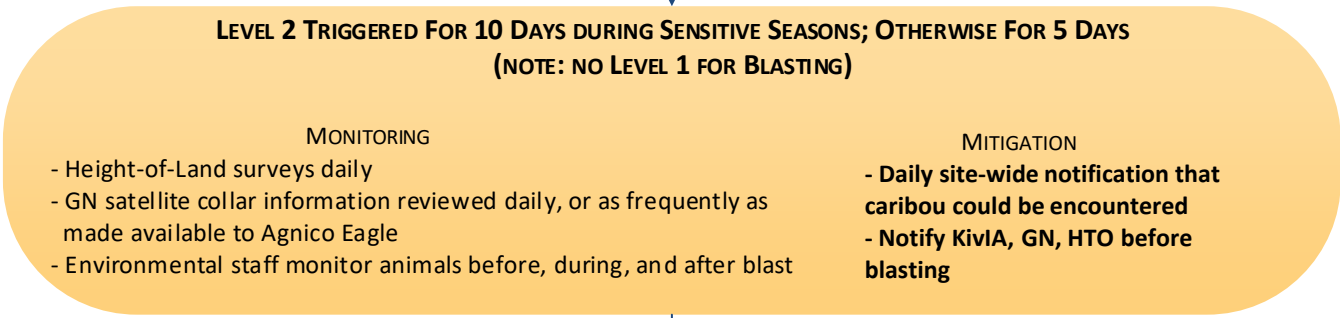 LEVEL 2 TRIGGERED FOR 10 DAYS DURING SENSITIVE SEASONS; OTHERWISE FOR 5 DAYS
(NOTE: NO LEVEL 1 FOR BLASTING)
MONITORING
- Height-of-Land surveys daily
- GN satellite collar information reviewed daily, or as frequently as
made available to Agnico Eagle
- Environmental staff monitor animals before, during, and after blast
MITIGATION
- Daily site-wide notification that
caribou could be encountered
- Notify KivIA, GN, HTO before
blasting